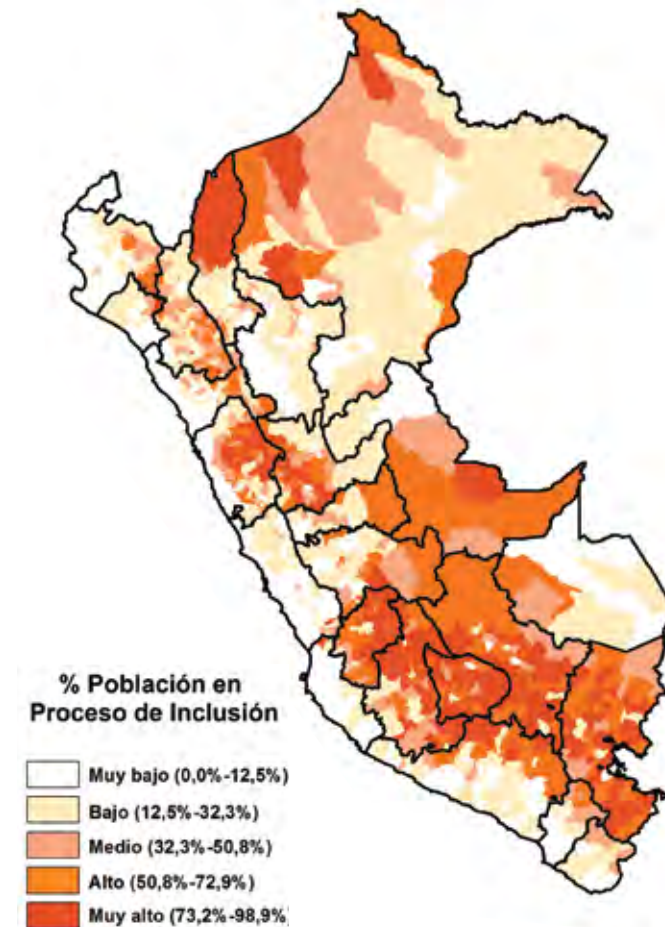 % Población en
Proceso de Inclusión
Muy bajo (0,0%-12,5%)
Bajo (12,5%-32,3%)
Medio (32,3%-50,8%)
Alto (50,8%-72,9%)
Muy alto (73,2%-98,9%)